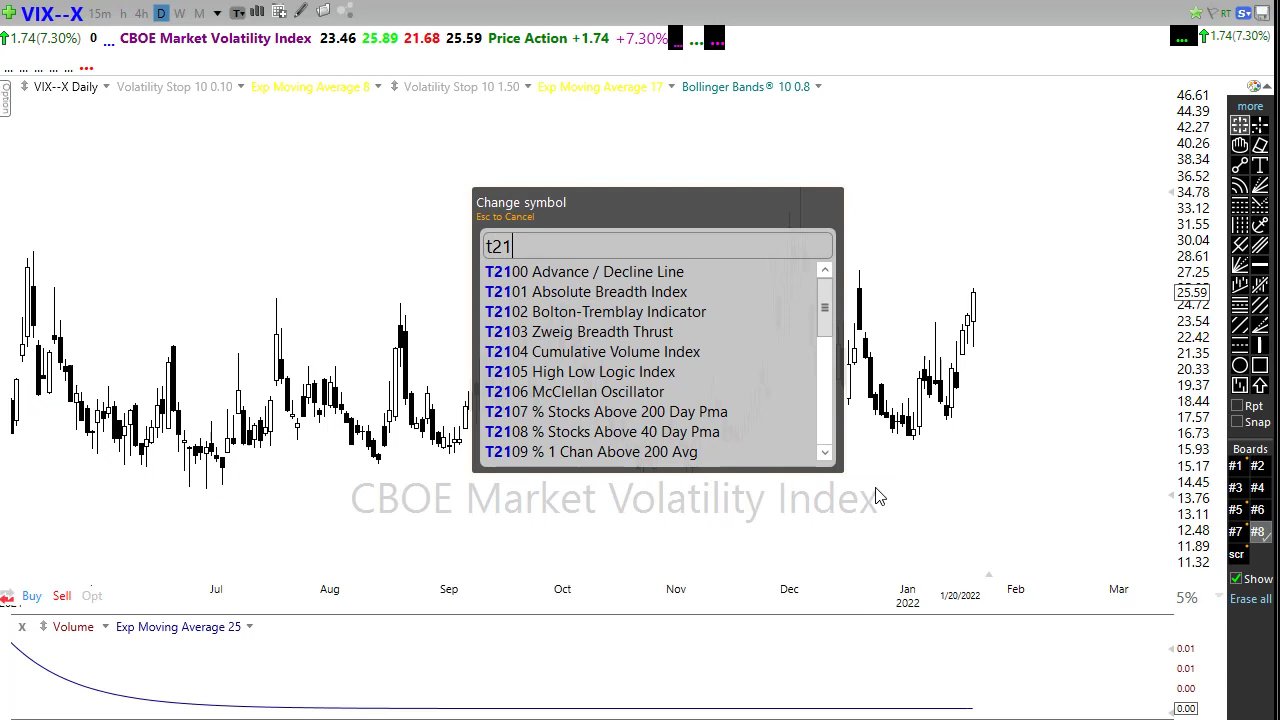 VIX--X 15m h 4h D W M T RT S
1.74(7.30%) 0 ... CBOE Market Volatility Index 23.46 25.89 21.68 25.59 Price Action +1.74 +7.30% ... ... ... ... 1.74(7.30%)
... ... ... ... ... ...
Option VIX--X Daily Volatility Stop 10 0.10 Exp Moving Average 8 Volatility Stop 10 1.50 Exp Moving Average 17 Bollinger Bands® 10 0.8
46.61
44.39
42.27
40.26
38.34
36.52
34.78
33.12
31.55
30.04
28.61
27.25
25.59
24.72
23.54
22.42
21.35
20.33
19.37
18.44
17.57
16.73
15.93
15.17
14.45
13.76
13.11
12.48
11.89
11.32
more
T
Rpt
Snap
Boards
#1 #2
#3 #4
#5 #6
#7 #8
scr
Show
Erase all
Change symbol
Esc to Cancel
t21
T2100 Advance / Decline Line
T2101 Absolute Breadth Index
T2102 Bolton-Tremblay Indicator
T2103 Zweig Breadth Thrust
T2104 Cumulative Volume Index
T2105 High Low Logic Index
T2106 McClellan Oscillator
T2107 % Stocks Above 200 Day Pma
T2108 % Stocks Above 40 Day Pma
T2109 % 1 Chan Above 200 Avg
CBOE Market Volatility Index
Jul Aug Sep Oct Nov Dec Jan 1/20/2022 Feb Mar
2022
Buy Sell Opt 5%
X Volume Exp Moving Average 25
0.01
0.01
0.00
0.00